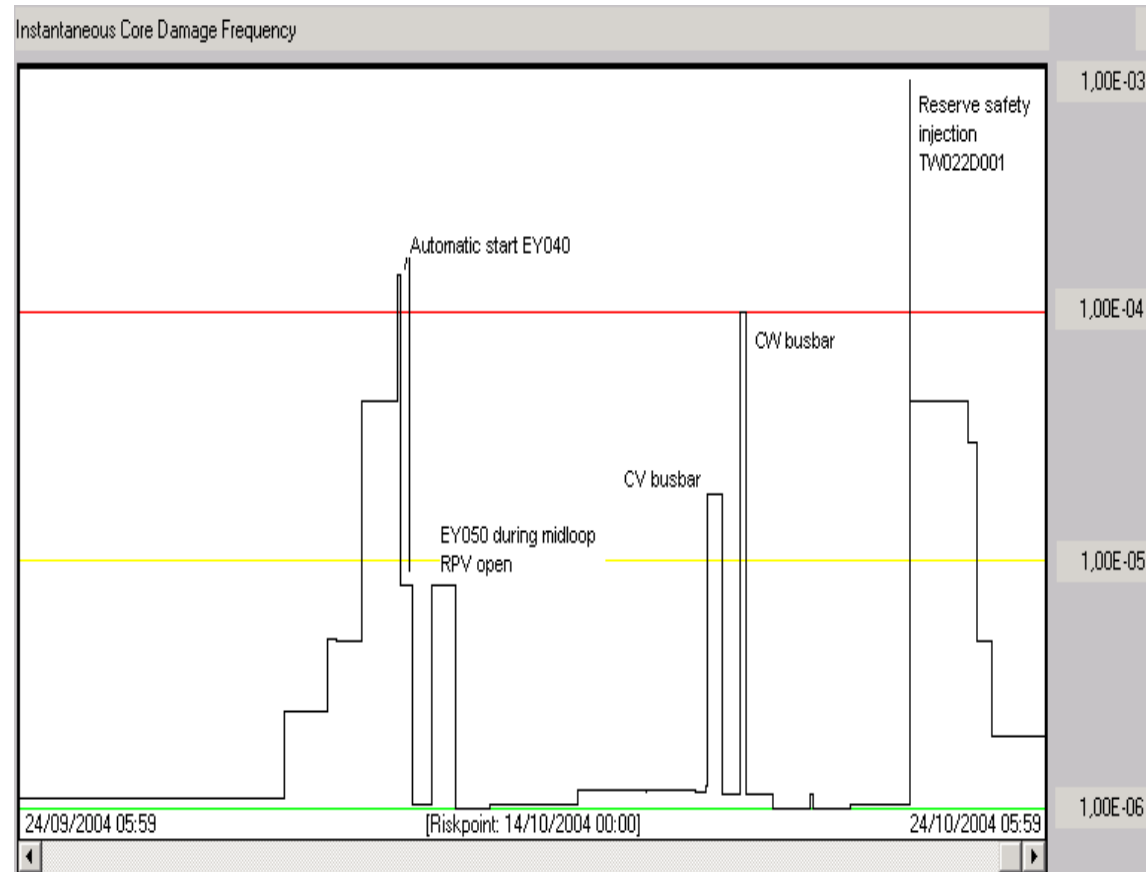 Instantaneous Core Damage Frequency
1,00E-03
Reserve safety
injection
TW022D001
Automatic start EY040
1,00E-04
CW busbar
CV busbar
EY050 during midloop
RPV open
1,00E-05
1,00E-06
24/09/2004 05:59
[Riskpoint: 14/10/2004 00:00]
24/10/2004 05:59